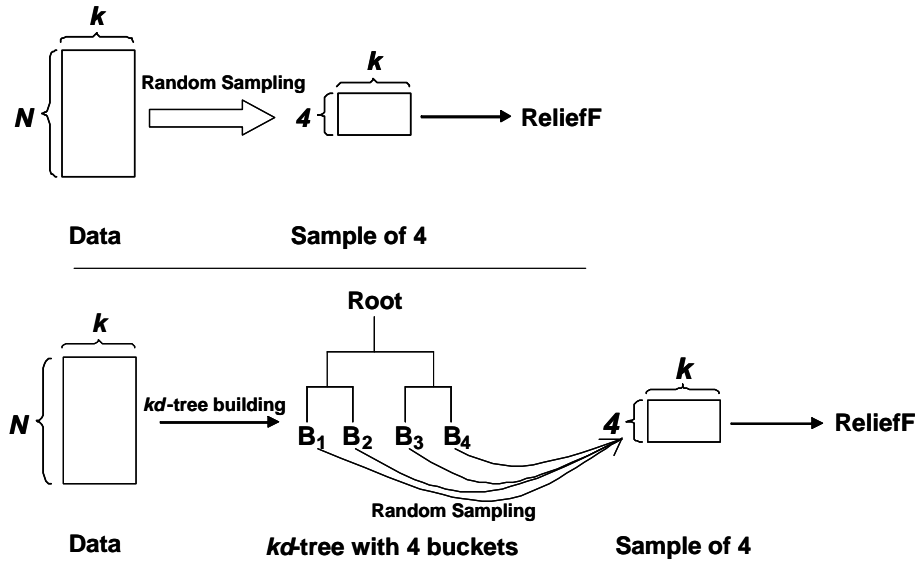 k
Random Sampling
N
4
k
ReliefF
Data
Sample of 4
Root
k
N
kd-tree building
B1 B2 B3 B4
4
k
ReliefF
Random Sampling
Data
kd-tree with 4 buckets
Sample of 4